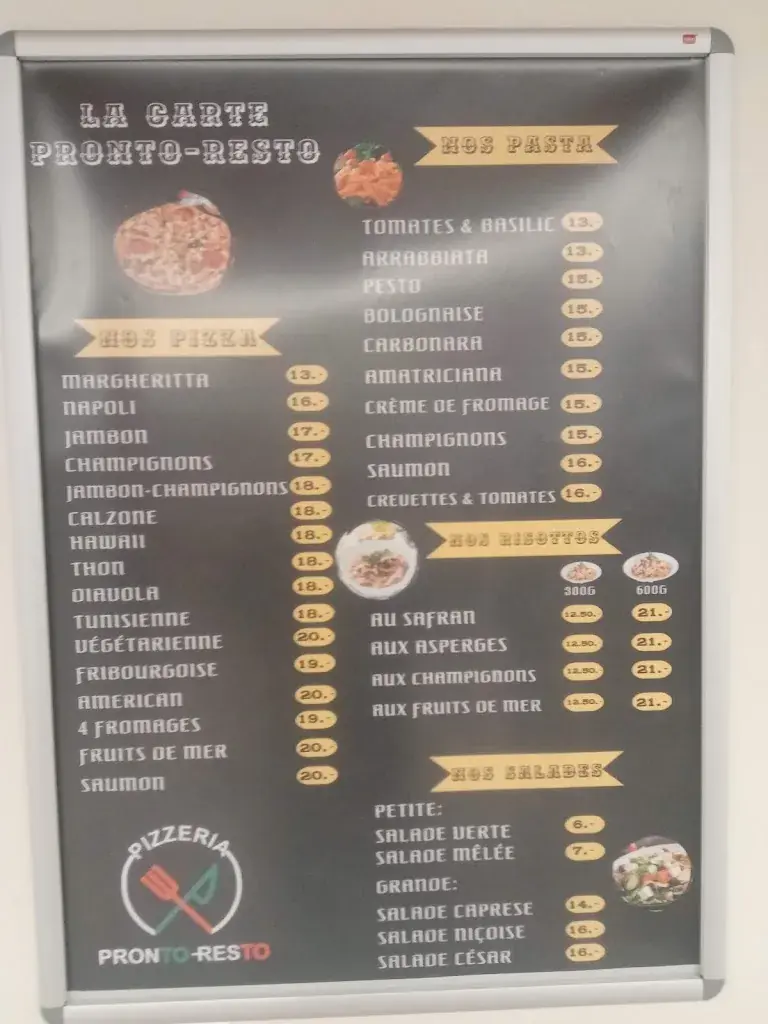 LA CARTE
PRONTO-RESTO
NOS PIZZA
MARGHERITTA 13.-
NAPOLI 16.-
JAMBON 17.-
CHAMPIGNONS 17.-
JAMBON-CHAMPIGNONS 18.-
CALZONE 18.-
HAWAII 18.-
THON 18.-
DIAVOLA 18.-
TUNISIENNE 18.-
VÉGÉTARIENNE 20.-
FRIBOURGOISE 19.-
AMERICAN 20.-
4 FROMAGES 19.-
FRUITS DE MER 20.-
SAUMON 20.-
PIZZERIA
PRONTO-RESTO
NOS PASTA
TOMATES & BASILIC 13.-
ARRABBIATA 13.-
PESTO 15.-
BOLOGNAISE 15.-
CARBONARA 15.-
AMATRICIANA 15.-
CRÈME DE FROMAGE 15.-
CHAMPIGNONS 15.-
SAUMON 16.-
CREVETTES & TOMATES 16.-
NOS RISOTTOS
300G 600G
AU SAFRAN 12.50.- 21.-
AUX ASPERGES 12.50.- 21.-
AUX CHAMPIGNONS 12.50.- 21.-
AUX FRUITS DE MER 12.50.- 21.-
NOS SALADES
PETITE:
SALADE VERTE 6.-
SALADE MÊLÉE 7.-
GRANDE:
SALADE CAPRESE 14.-
SALADE NIÇOISE 16.-
SALADE CÉSAR 16.-